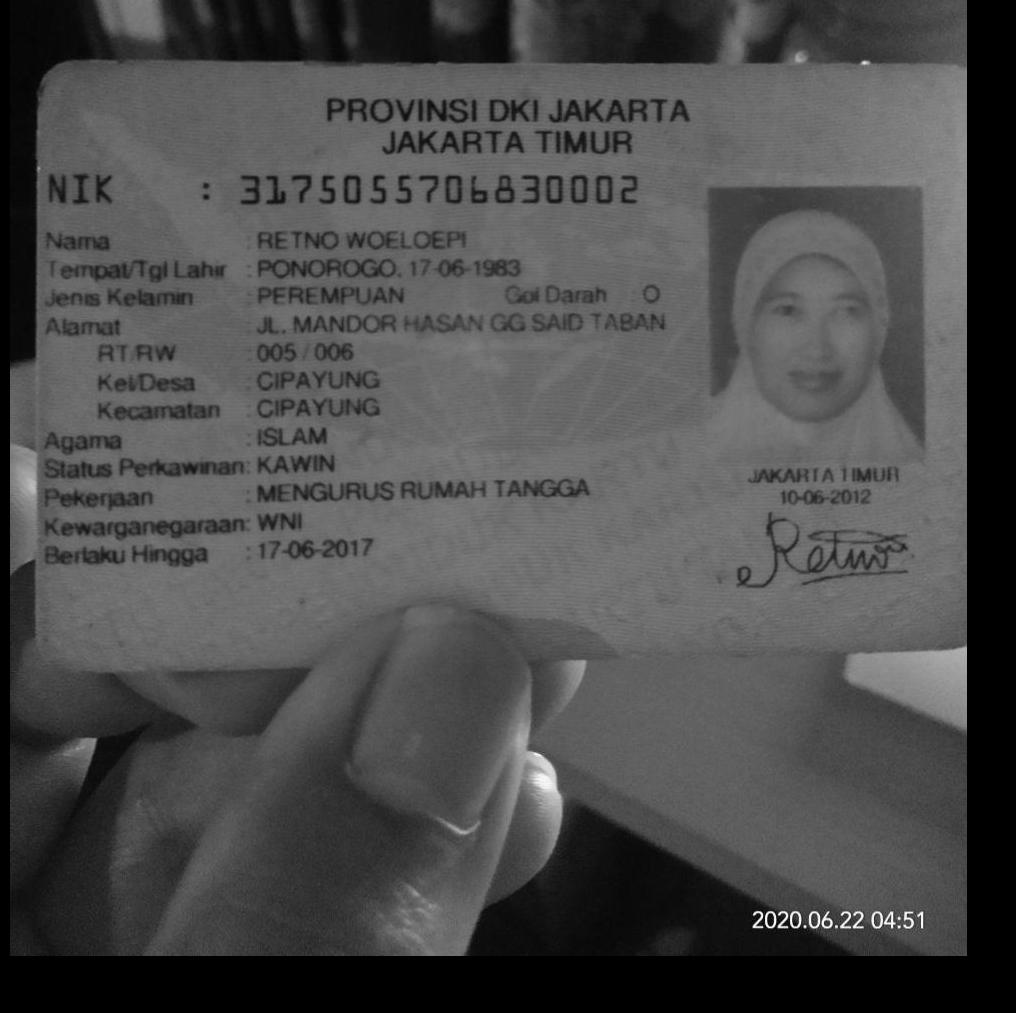 PROVINSI DKI JAKARTA
JAKARTA TIMUR
NIK : 3175055706830002
Nama : RETNO WOELOEPI
Tempat/Tgl Lahir : PONOROGO, 17-06-1983
Jenis Kelamin : PEREMPUAN Gol Darah : O
Alamat : JL. MANDOR HASAN GG SAID TABAN
RT/RW : 005 / 006
Kel/Desa : CIPAYUNG
Kecamatan : CIPAYUNG
Agama : ISLAM
Status Perkawinan: KAWIN
Pekerjaan : MENGURUS RUMAH TANGGA
Kewarganegaraan: WNI
Berlaku Hingga : 17-06-2017
JAKARTA TIMUR
10-06-2012
Retno
2020.06.22 04:51